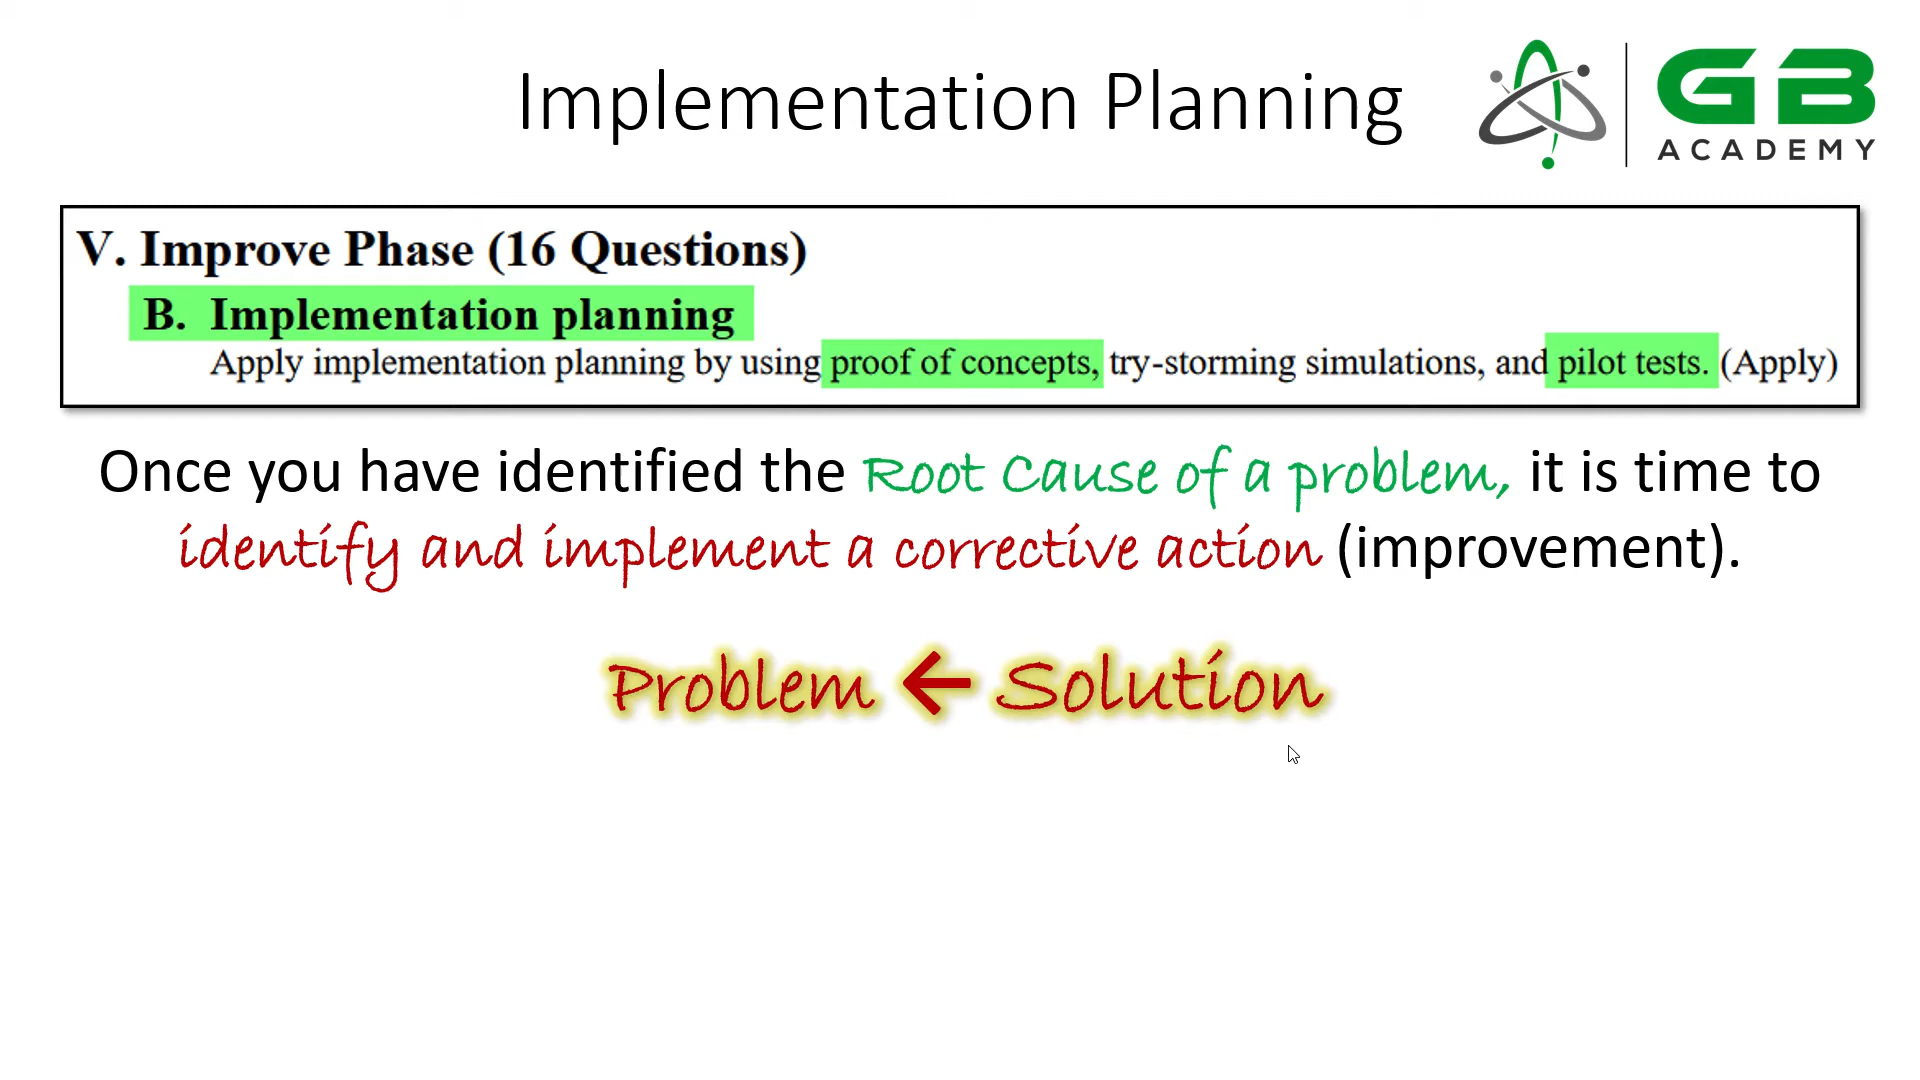 Implementation Planning
GB
ACADEMY
V. Improve Phase (16 Questions)
B. Implementation planning
Apply implementation planning by using proof of concepts, try-storming simulations, and pilot tests. (Apply)
Once you have identified the Root Cause of a problem, it is time to
identify and implement a corrective action (improvement).
Problem ← Solution